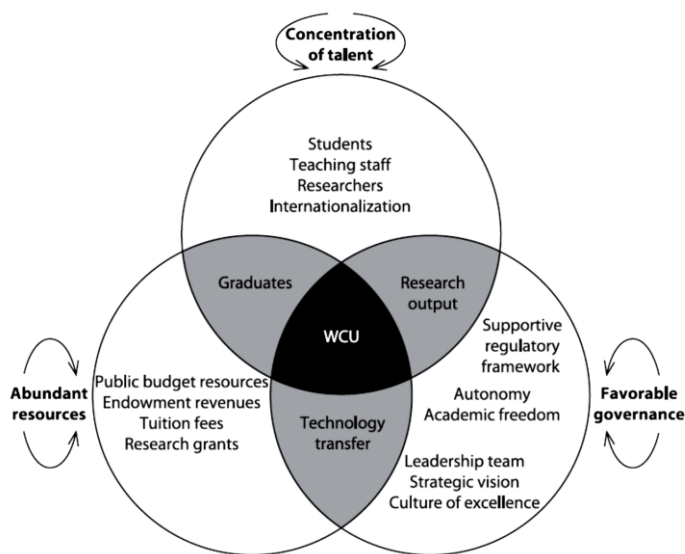 Concentration
of talent
Students
Teaching staff
Researchers
Internationalization
Graduates
Research
output
WCU
Supportive
regulatory
framework
Abundant
resources
Public budget resources
Endowment revenues
Tuition fees
Research grants
Technology
transfer
Autonomy
Academic freedom
Favorable
governance
Leadership team
Strategic vision
Culture of excellence